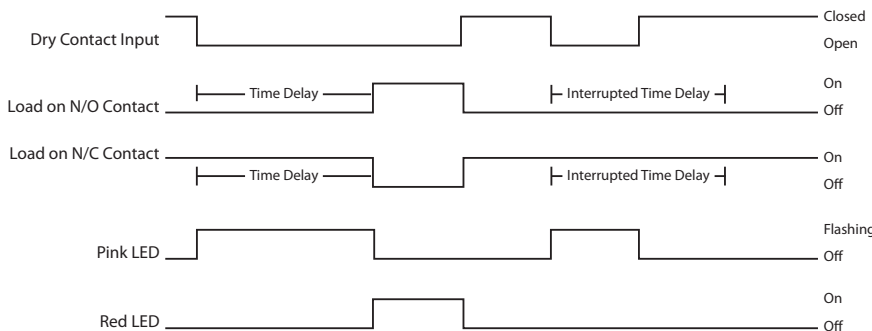 Dry Contact Input
Closed
Open
Load on N/O Contact
Time Delay
Interrupted Time Delay
On
Off
Load on N/C Contact
Time Delay
Interrupted Time Delay
On
Off
Pink LED
Flashing
Off
Red LED
On
Off